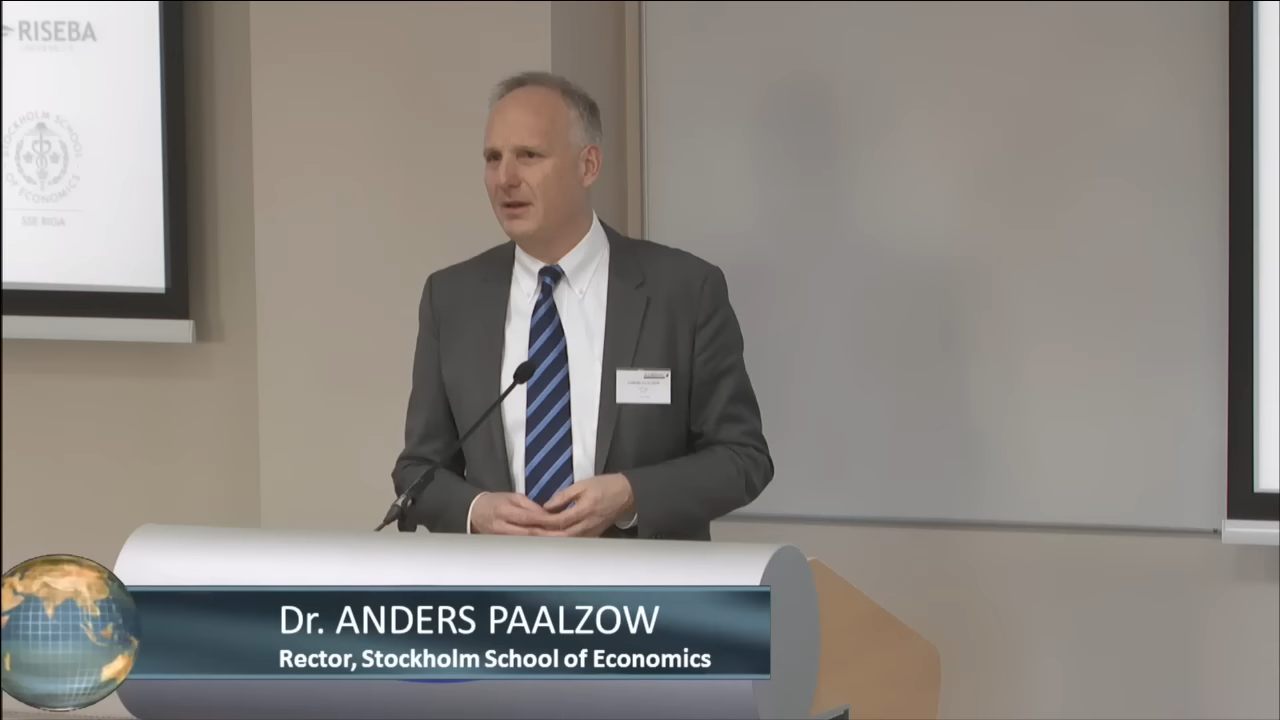 RISEBA
STOCKHOLM SCHOOL
OF ECONOMICS
SSE RIGA
Dr. ANDERS PAALZOW
Rector, Stockholm School of Economics